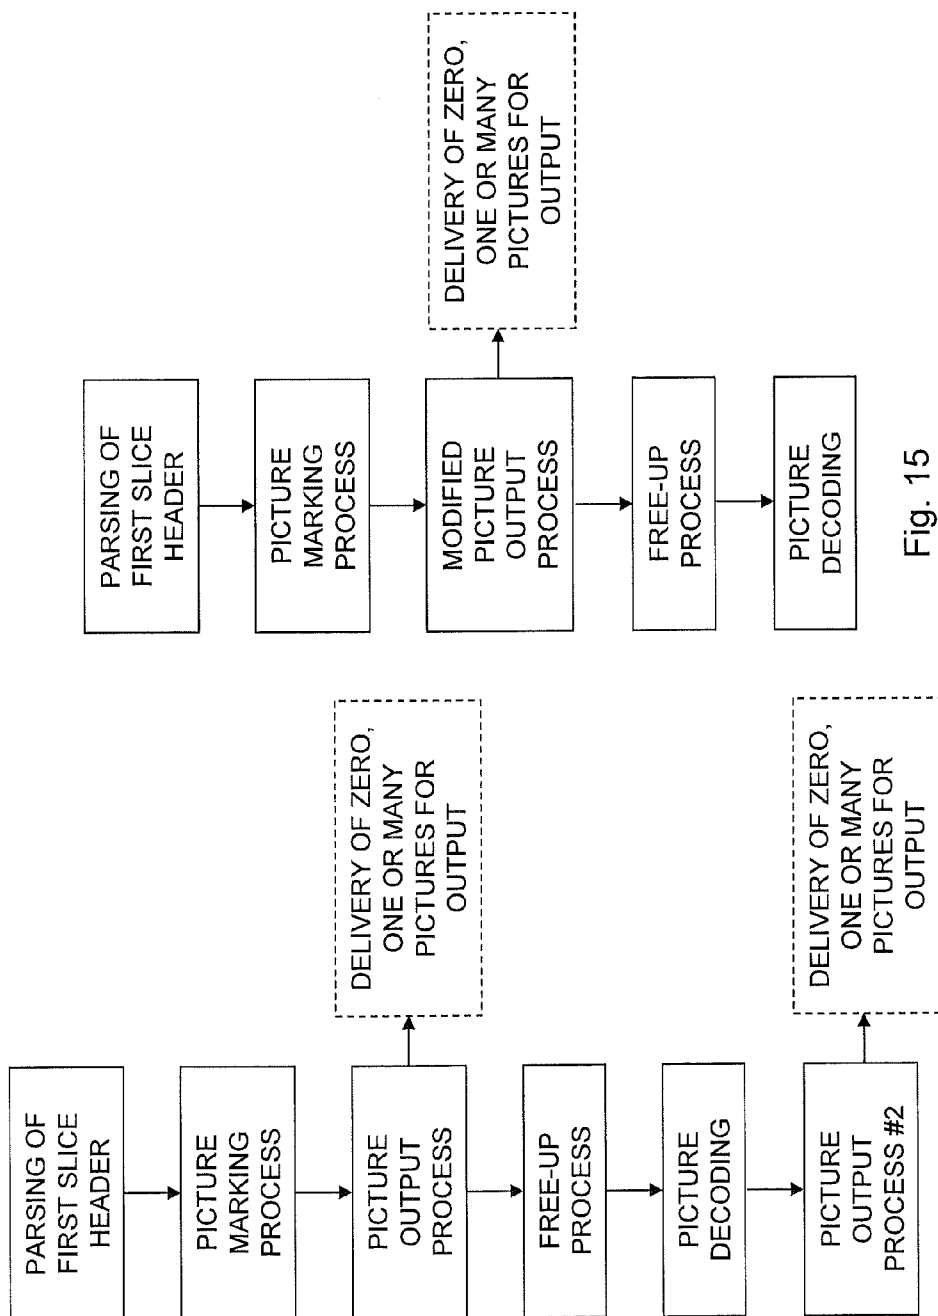 PARSING OF
FIRST SLICE
HEADER
PICTURE
MARKING
PROCESS
PICTURE
OUTPUT
PROCESS
DELIVERY OF ZERO,
ONE OR MANY
PICTURES FOR
OUTPUT
FREE-UP
PROCESS
PICTURE
DECODING
PICTURE
OUTPUT
PROCESS #2
DELIVERY OF ZERO,
ONE OR MANY
PICTURES FOR
OUTPUT
PARSING OF
FIRST SLICE
HEADER
PICTURE
MARKING
PROCESS
MODIFIED
PICTURE
OUTPUT
PROCESS
DELIVERY OF ZERO,
ONE OR MANY
PICTURES FOR
OUTPUT
FREE-UP
PROCESS
PICTURE
DECODING
Fig. 15